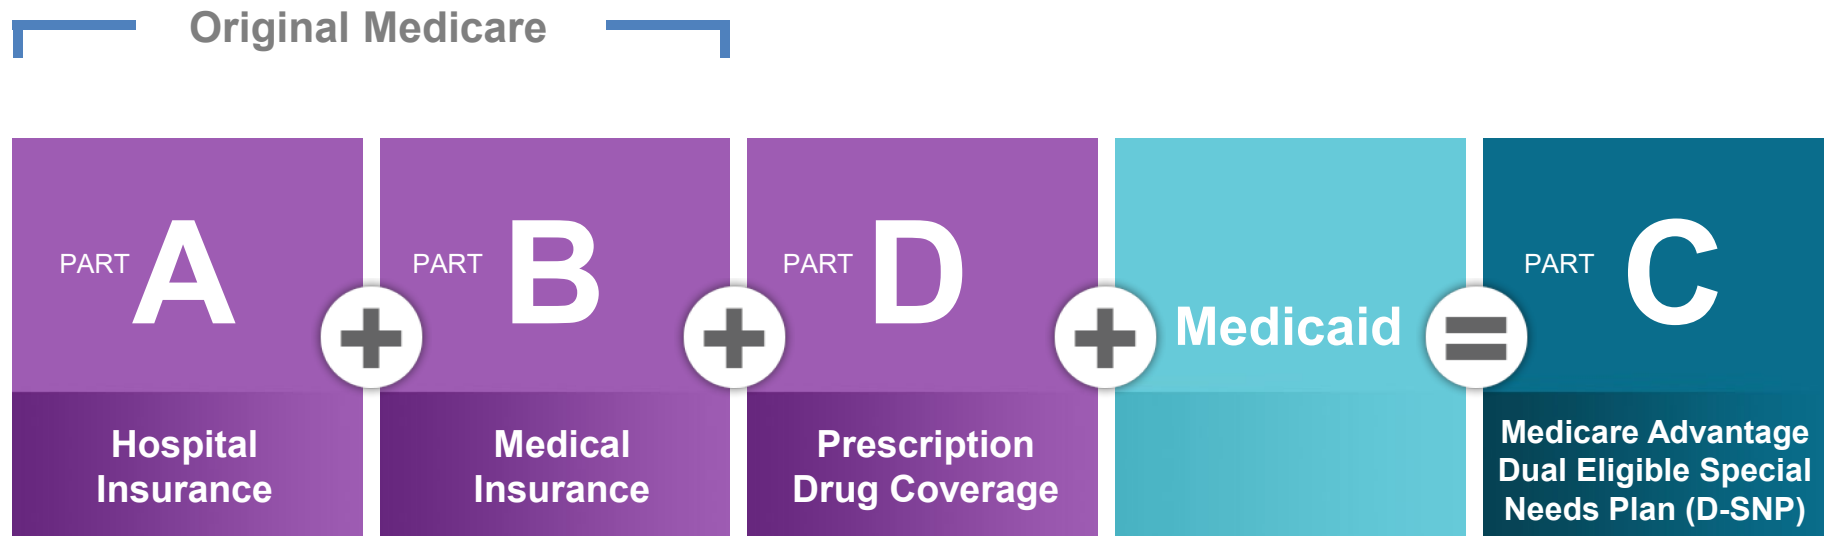 Original Medicare
PART A
Hospital
Insurance
+
PART B
Medical
Insurance
+
PART D
Prescription
Drug Coverage
+
Medicaid
=
PART C
Medicare Advantage
Dual Eligible Special
Needs Plan (D-SNP)